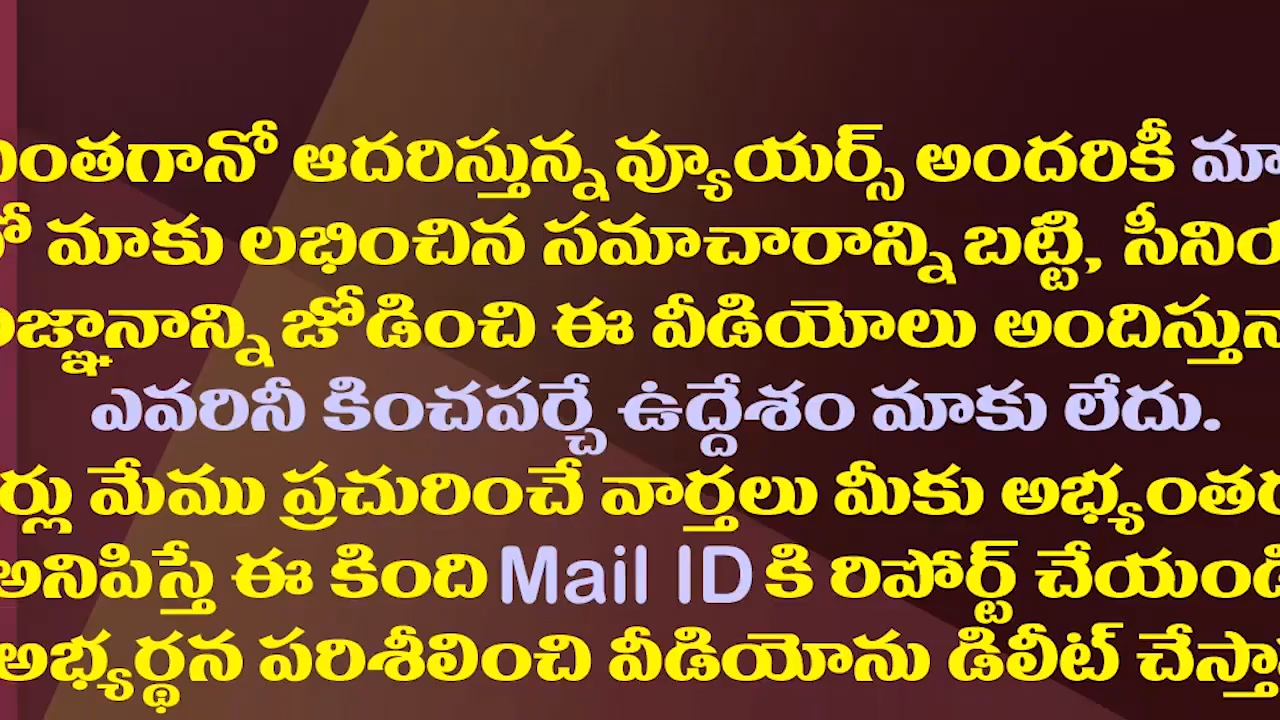 ంతగానో ఆదరిస్తున్న వ్యూయర్స్ అందరికీ మా
మాకు లభించిన సమాచారాన్ని బట్టి, సీనియ
జ్ఞానాన్ని జోడించి ఈ వీడియోలు అందిస్తున
ఎవరినీ కించపర్చే ఉద్దేశం మాకు లేదు.
ర్లు మేము ప్రచురించే వార్తలు మీకు అభ్యంతర
అనిపిస్తే ఈ కింది Mail ID కి రిపోర్ట్ చేయండి
అభ్యర్థన పరిశీలించి వీడియోను డిలీట్ చేస్తా